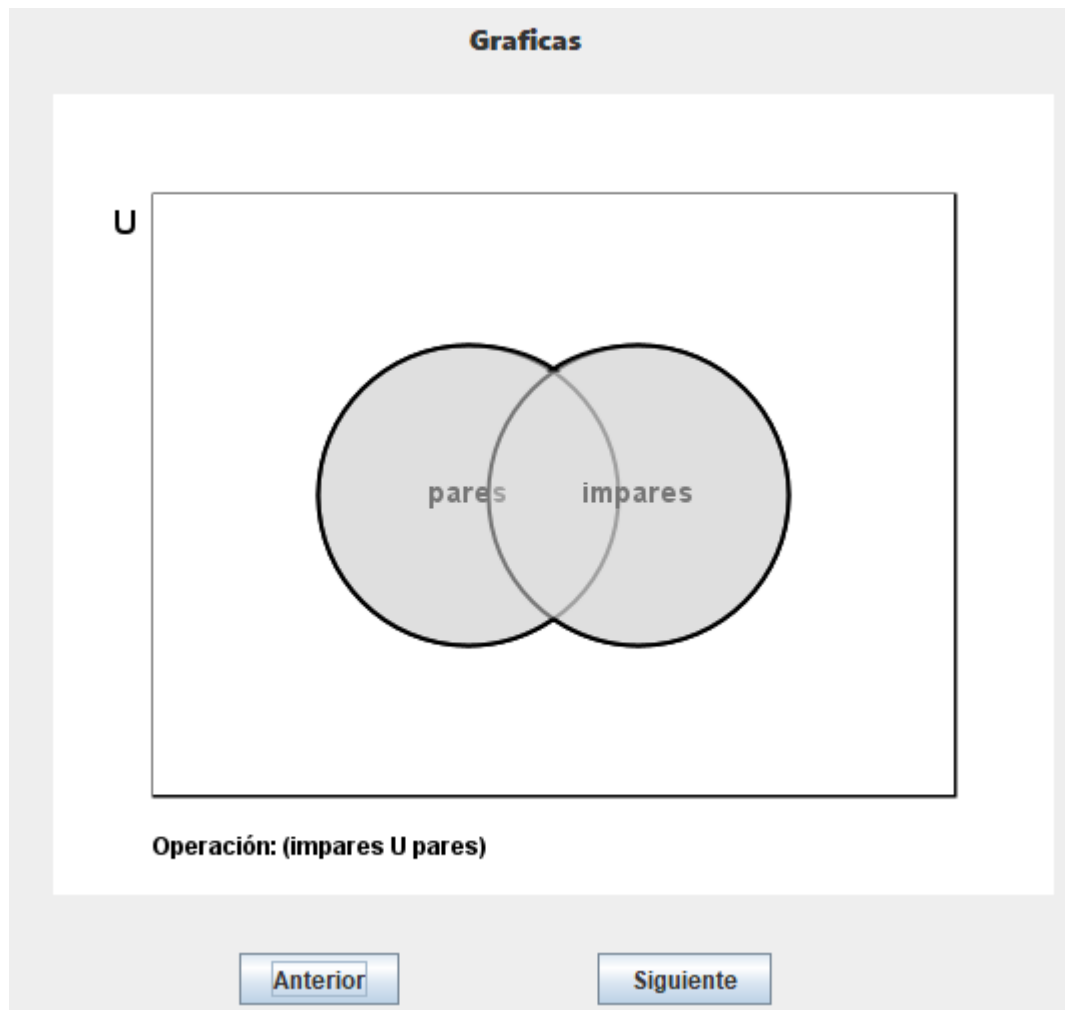 Graficas
U
pares impares
Operación: (impares U pares)
Anterior Siguiente